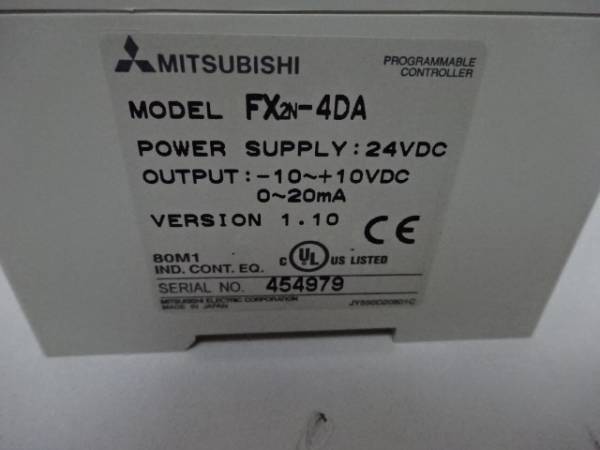 MITSUBISHI
PROGRAMMABLE
CONTROLLER
MODEL FX2N-4DA
POWER SUPPLY:24VDC
OUTPUT:-10~+10VDC
0~20mA
VERSION 1.10
CE
80M1
IND. CONT. EQ.
C UL US LISTED
SERIAL NO. 454979
MITSUBISHI ELECTRIC CORPORATION
MADE IN JAPAN